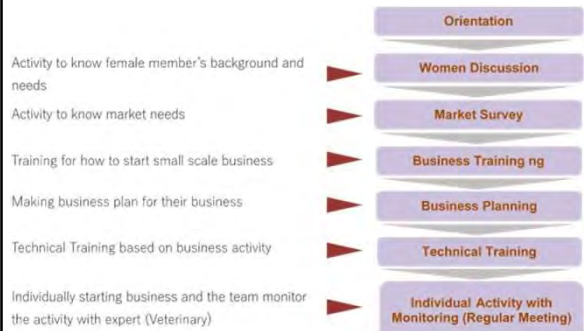 Orientation
Activity to know female member's background and
needs
Women Discussion
Activity to know market needs
Market Survey
Training for how to start small scale business
Business Training ng
Making business plan for their business
Business Planning
Technical Training based on business activity
Technical Training
Individually starting business and the team monitor
the activity with expert (Veterinary)
Individual Activity with
Monitoring (Regular Meeting)